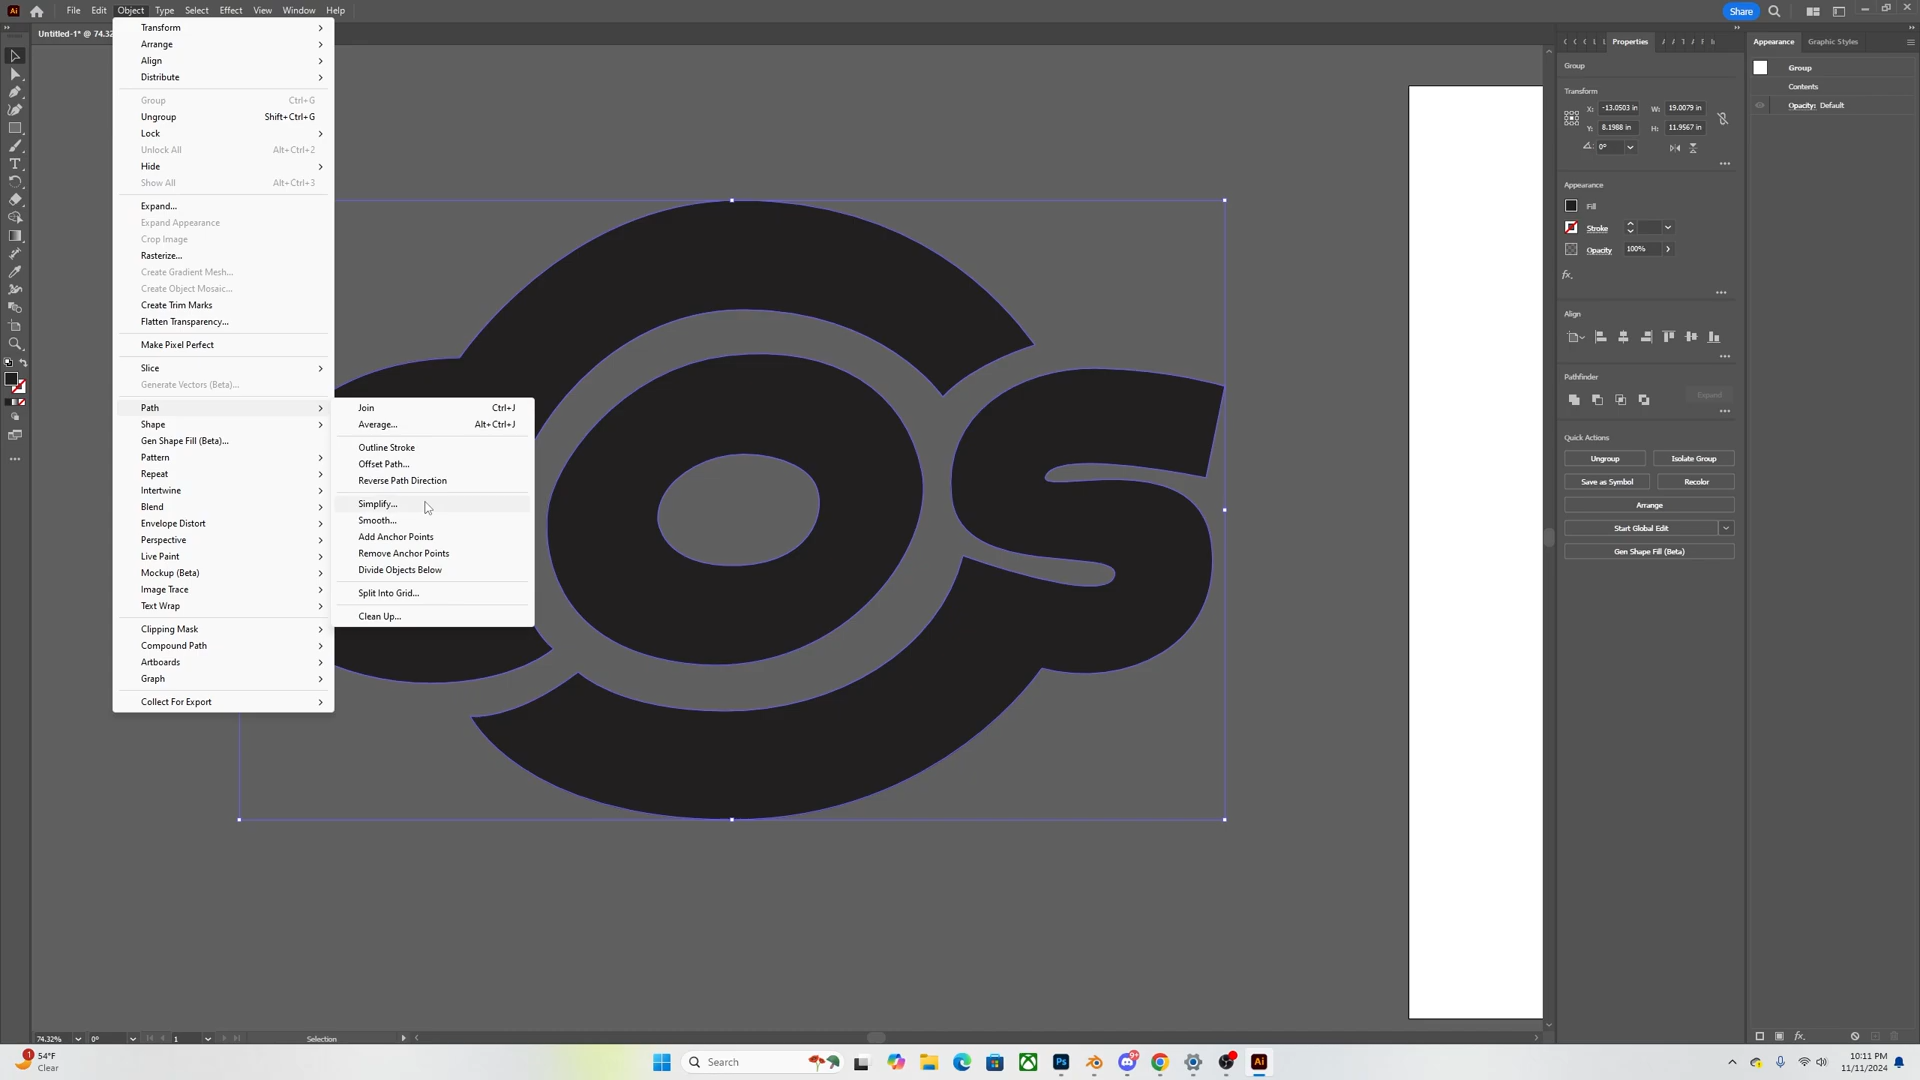 File Edit Object Type Select Effect View Window Help
Share
Untitled-1* @ 74.32
Transform
Arrange
Align
Distribute
Group Ctrl+G
Ungroup Shift+Ctrl+G
Lock
Unlock All Alt+Ctrl+2
Hide
Show All Alt+Ctrl+3
Expand...
Expand Appearance
Crop Image
Rasterize...
Create Gradient Mesh...
Create Object Mosaic...
Create Trim Marks
Flatten Transparency...
Make Pixel Perfect
Slice
Generate Vectors (Beta)...
Path
Shape
Gen Shape Fill (Beta)...
Pattern
Repeat
Intertwine
Blend
Envelope Distort
Perspective
Live Paint
Mockup (Beta)
Image Trace
Text Wrap
Clipping Mask
Compound Path
Artboards
Graph
Collect For Export
Join Ctrl+J
Average... Alt+Ctrl+J
Outline Stroke
Offset Path...
Reverse Path Direction
Simplify...
Smooth...
Add Anchor Points
Remove Anchor Points
Divide Objects Below
Split Into Grid...
Clean Up...
os
Properties
Group
Transform
X: -13.0503 in W: 19.0079 in
Y: 8.1988 in H: 11.9567 in
0°
Appearance
Fill
Stroke
Opacity 100%
fx.
Align
Pathfinder
Expand
Quick Actions
Ungroup Isolate Group
Save as Symbol Recolor
Arrange
Start Global Edit
Gen Shape Fill (Beta)
Appearance Graphic Styles
Group
Contents
Opacity: Default
fx.
74.32% 0° 1 Selection
1
54°F
Clear
Search
Ps
9+
Ai
10:11 PM
11/11/2024